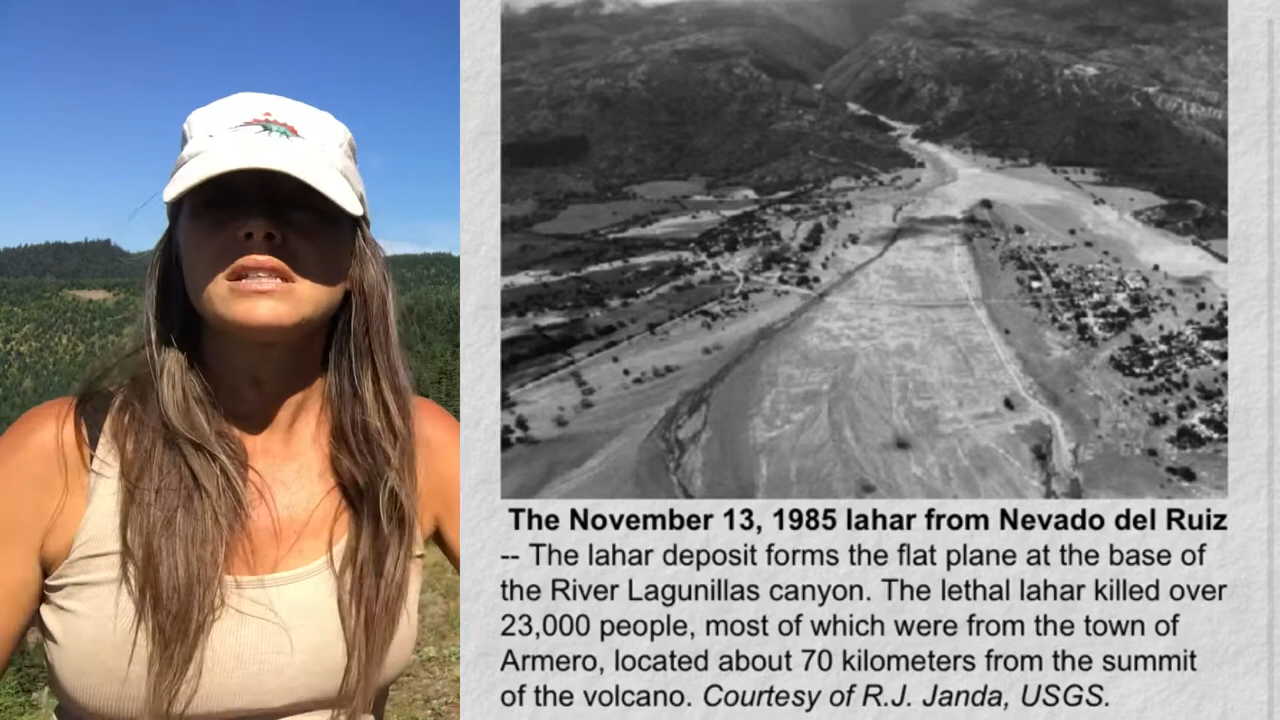 The November 13, 1985 lahar from Nevado del Ruiz
-- The lahar deposit forms the flat plane at the base of
the River Lagunillas canyon. The lethal lahar killed over
23,000 people, most of which were from the town of
Armero, located about 70 kilometers from the summit
of the volcano. Courtesy of R.J. Janda, USGS.